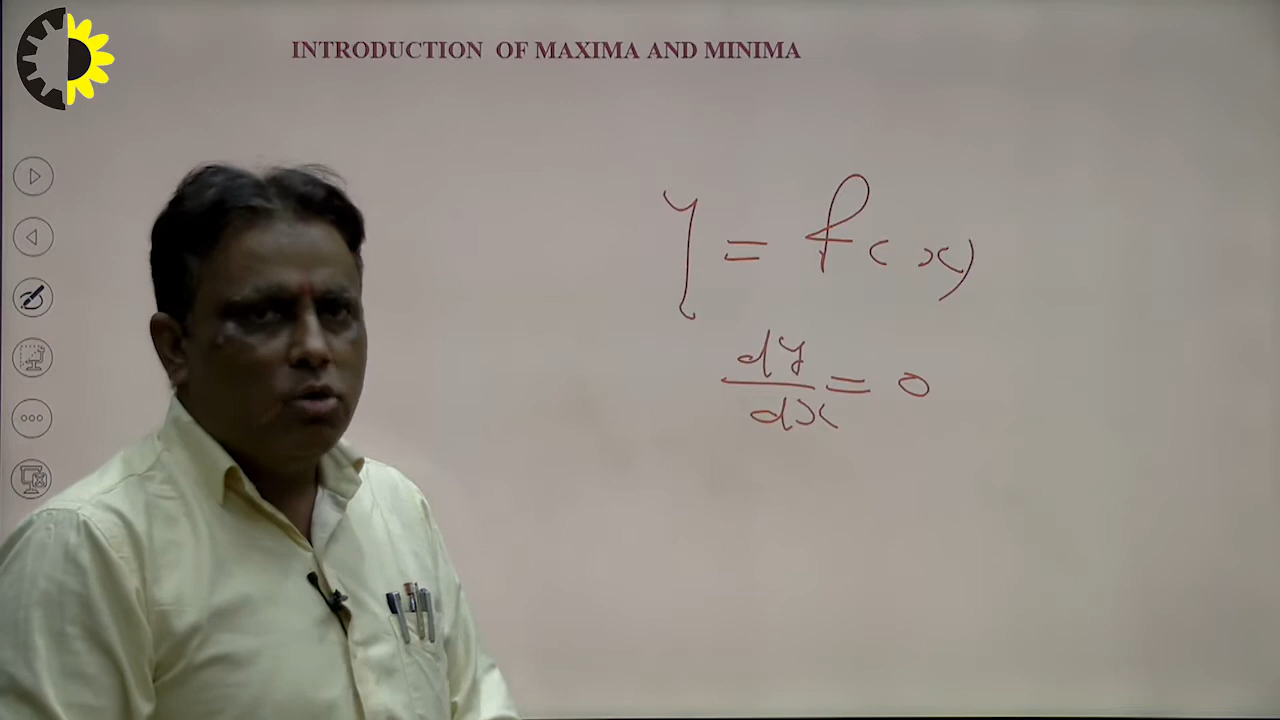 INTRODUCTION OF MAXIMA AND MINIMA
y = f(x)
dy/dx = 0